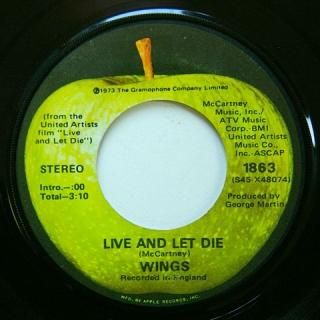 ℗1973 The Gramophone Company Limited
(from the
United Artists
film "Live
and Let Die")
McCartney
Music, Inc./
ATV Music
Corp.-BMI
United Artists
Music Co.,
Inc.-ASCAP
STEREO
1863
(S45-X48074)
Intro.-:00
Total-3:10
Produced by
George Martin
LIVE AND LET DIE
(McCartney)
WINGS
Recorded in England
MFG. BY APPLE RECORDS, INC.